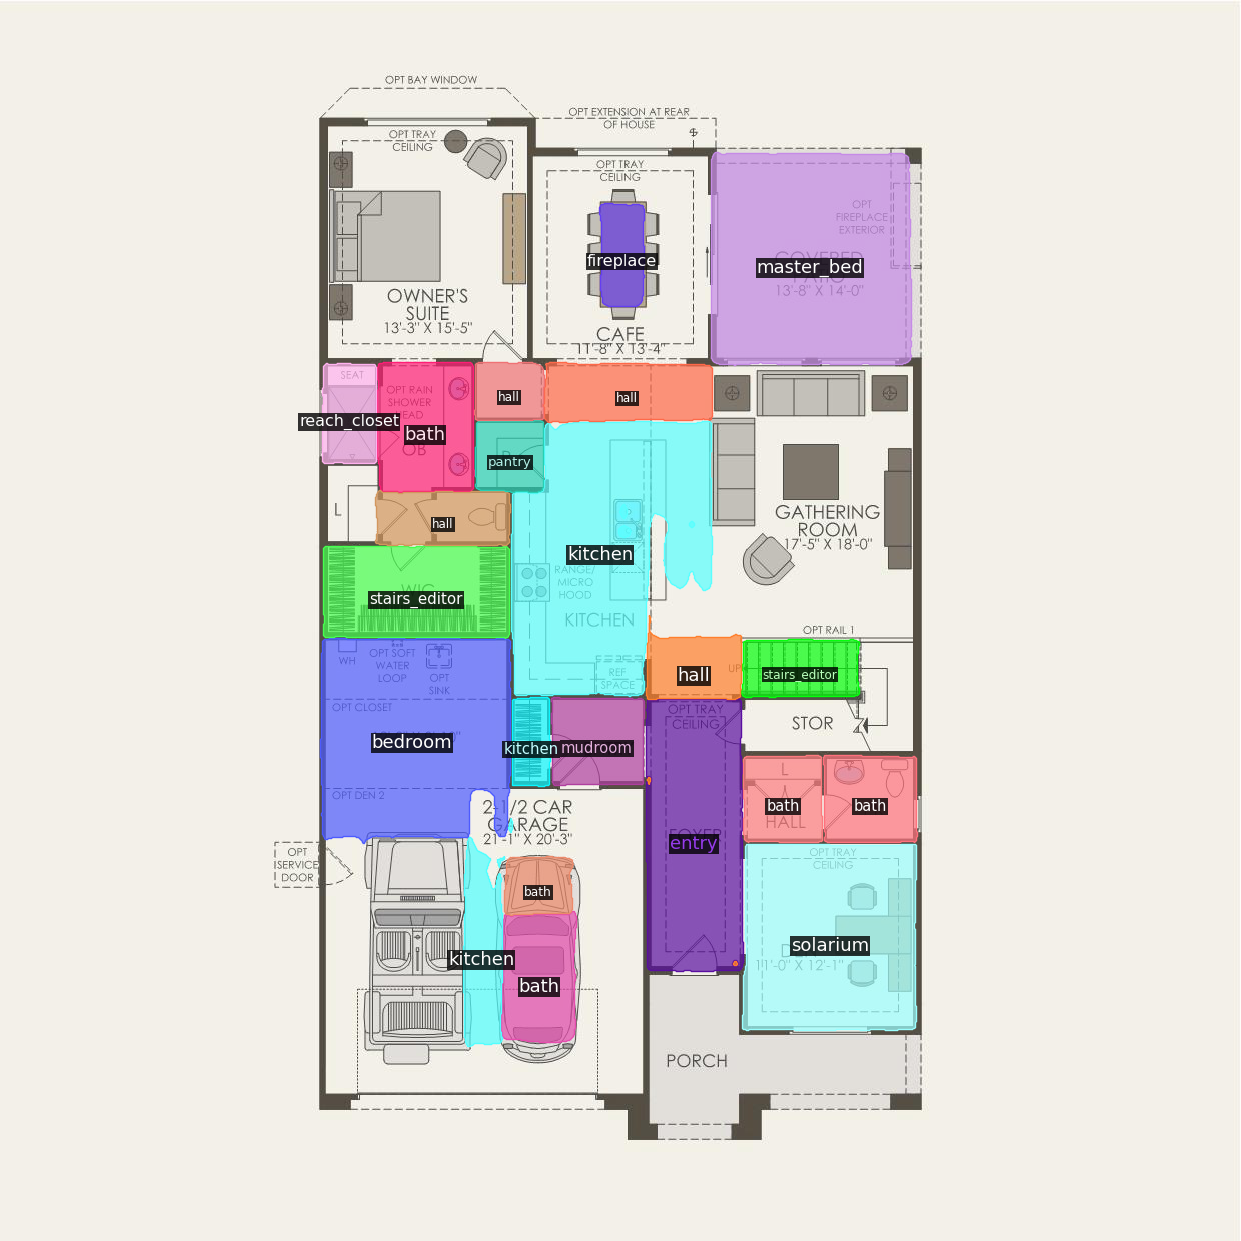 OPT BAY WINDOW
OPT EXTENSION AT REAR
OF HOUSE
OPT TRAY
CEILING
OPT TRAY
CEILING
OPT
FIREPLACE
EXTERIOR
fireplace
COVERED
PATIO
master_bed
13'-8" X 14'-0"
OWNER'S
SUITE
13'-3" X 15'-5"
CAFE
11'-8" X 13'-4"
SEAT
OPT RAIN
SHOWER
HEAD
hall
hall
reach_closet
bath
OB
pantry
L
hall
GATHERING
ROOM
17'-5" X 18'-0"
kitchen
RANGE/
MICRO
HOOD
KITCHEN
WIC
stairs_editor
OPT RAIL 1
WH
OPT SOFT
WATER
LOOP
OPT
SINK
REF
SPACE
hall
UP
stairs_editor
OPT CLOSET
OPT TRAY
CEILING
STOR
bedroom
kitchen
mudroom
L
OPT DEN 2
2-1/2 CAR
GARAGE
21'-1" X 20'-3"
bath
bath
HALL
FOYER
entry
OPT
SERVICE
DOOR
OPT TRAY
CEILING
bath
solarium
11'-0" X 12'-1"
kitchen
bath
PORCH